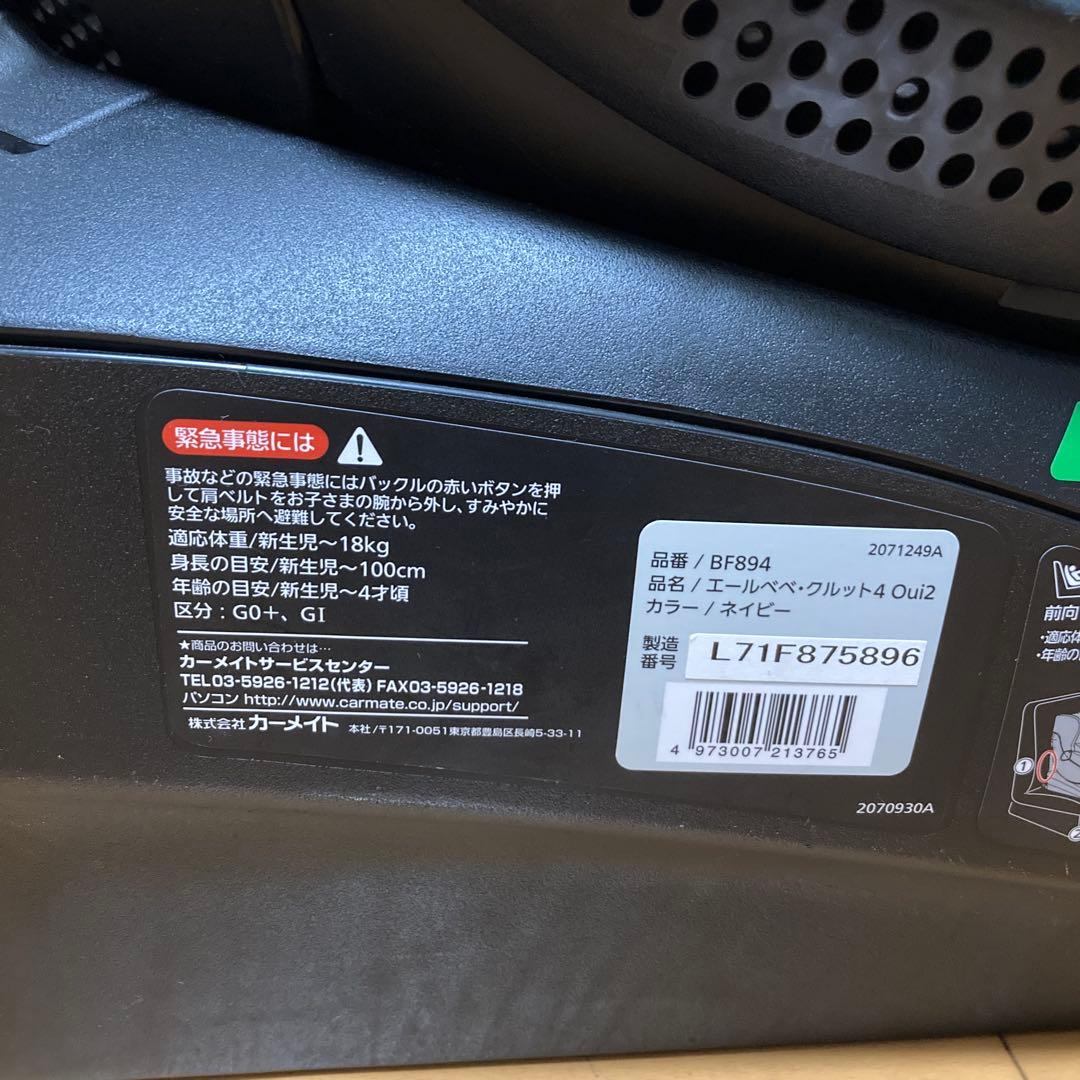 緊急事態には
事故などの緊急事態にはバックルの赤いボタンを押
して肩ベルトをお子さまの腕から外し、すみやかに
安全な場所へ避難してください。
適応体重/新生児〜18kg
身長の目安/新生児〜100cm
年齢の目安/新生児〜4才頃
区分：G0＋、GⅠ
★商品のお問い合わせは…
カーメイトサービスセンター
TEL03-5926-1212(代表) FAX03-5926-1218
パソコン http://www.carmate.co.jp/support/
株式会社 カーメイト 本社/〒171-0051東京都豊島区長崎5-33-11
2071249A
品番 / BF894
品名 / エールベベ・クルット4 Oui2
カラー / ネイビー
製造
番号 L71F875896
4 973007 213765
2070930A
前向
・適応体
・年齢の
①
②